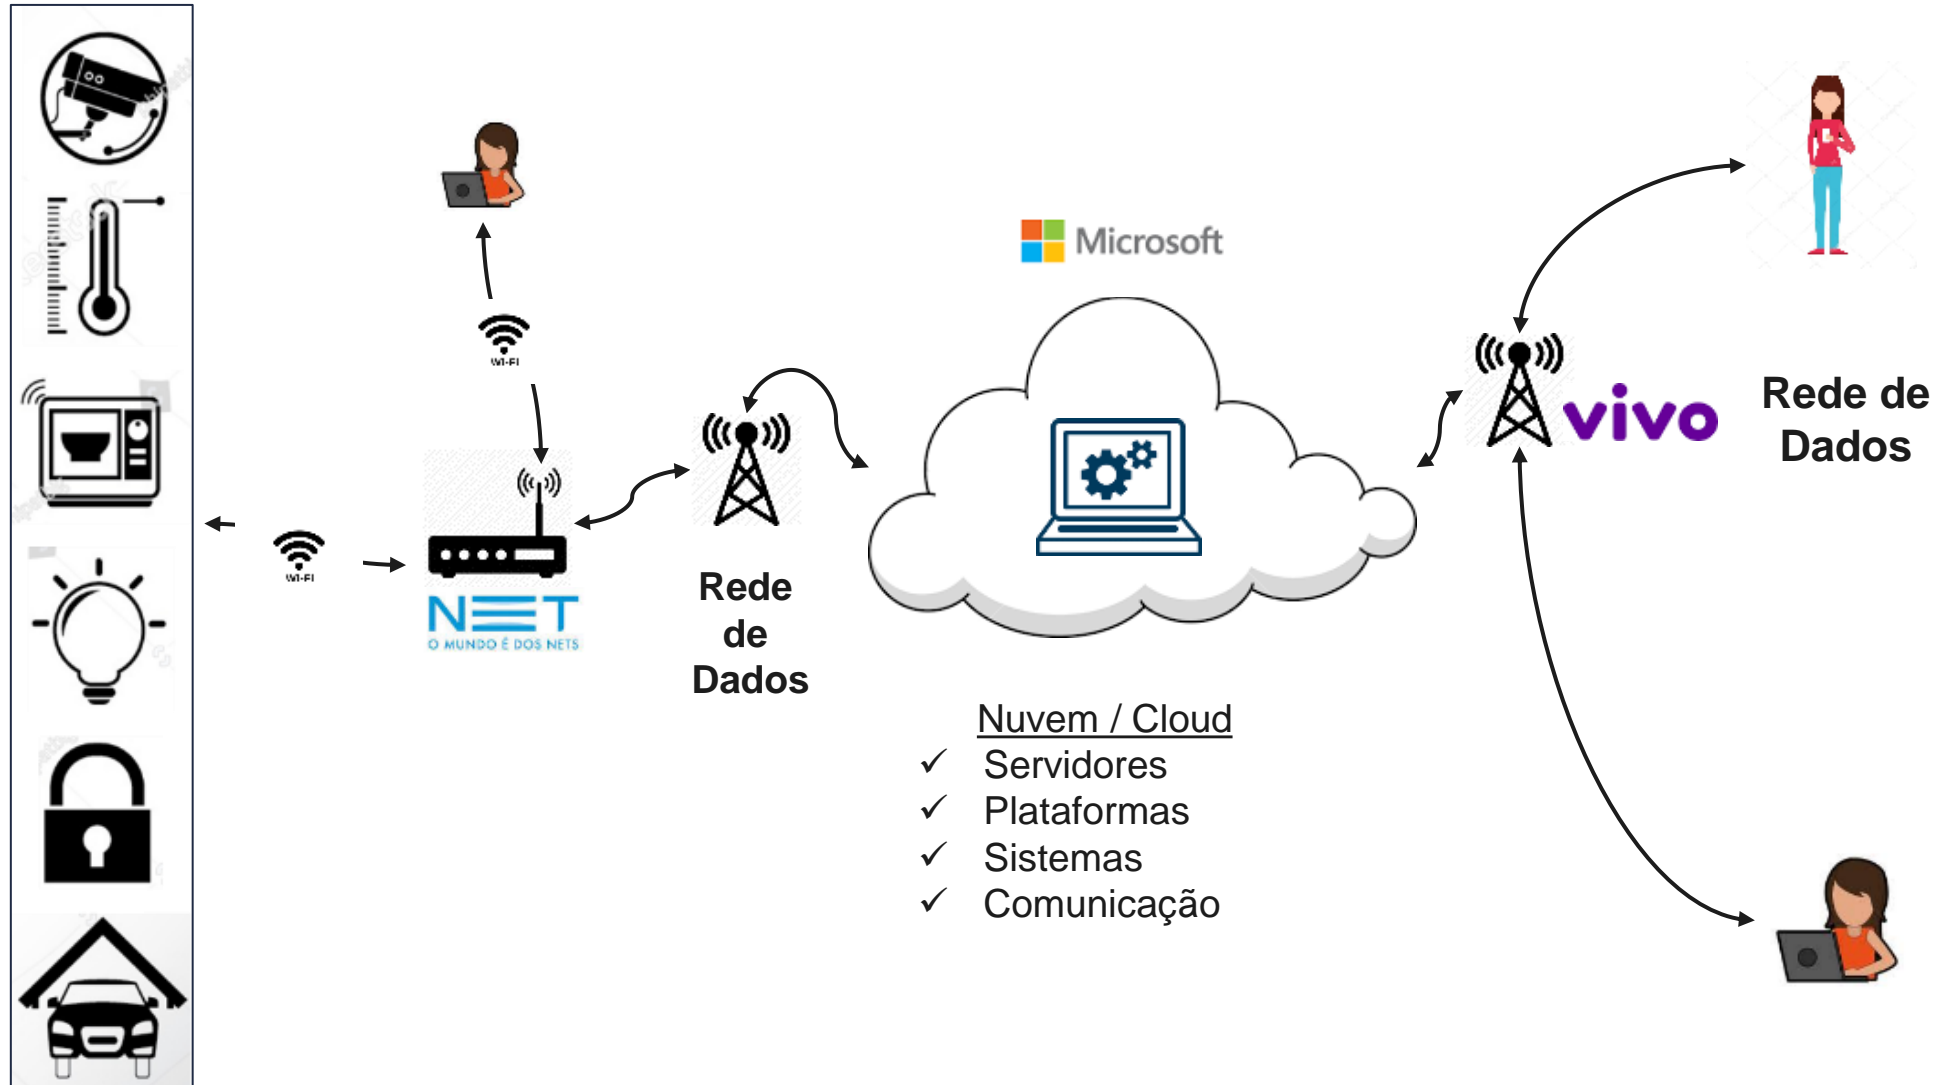 Microsoft
WI-FI
vivo
Rede de
Dados
WI-FI
NET
O MUNDO É DOS NETS
Rede
de
Dados
Nuvem / Cloud
✓ Servidores
✓ Plataformas
✓ Sistemas
✓ Comunicação